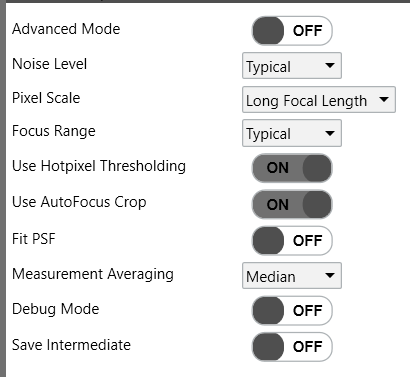 Advanced Mode OFF
Noise Level Typical
Pixel Scale Long Focal Length
Focus Range Typical
Use Hotpixel Thresholding ON
Use AutoFocus Crop ON
Fit PSF OFF
Measurement Averaging Median
Debug Mode OFF
Save Intermediate OFF